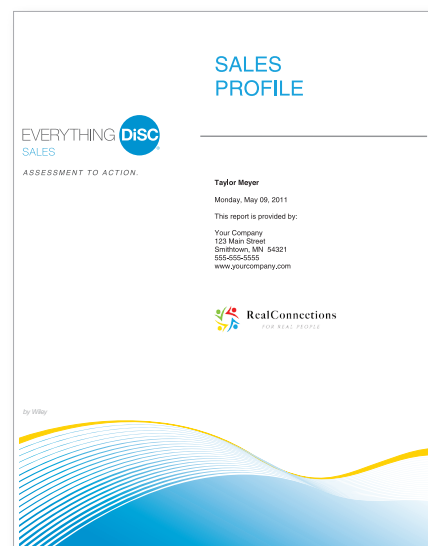 SALES
PROFILE
EVERYTHING DiSC®
SALES
ASSESSMENT TO ACTION.
Taylor Meyer
Monday, May 09, 2011
This report is provided by:
Your Company
123 Main Street
Smithtown, MN 54321
555-555-5555
www.yourcompany.com
RealConnections
FOR REAL PEOPLE
by Wiley